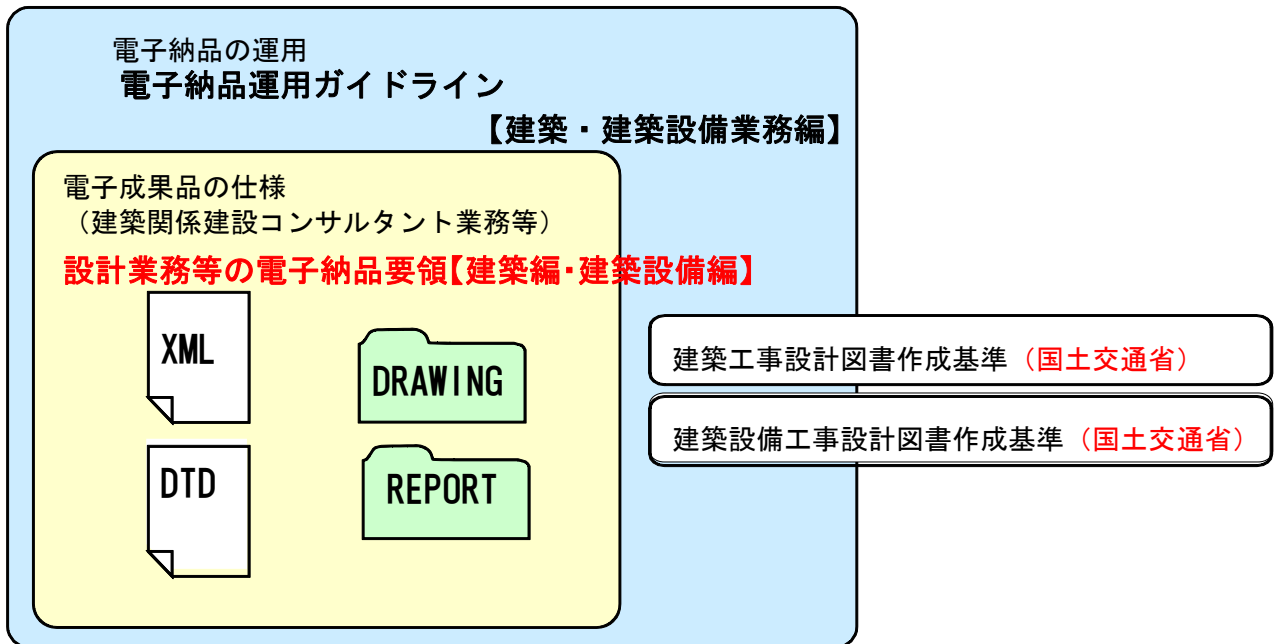 電子納品の運用
電子納品運用ガイドライン
【建築・建築設備業務編】
電子成果品の仕様
（建築関係建設コンサルタント業務等）
設計業務等の電子納品要領【建築編・建築設備編】
XML
DRAWING
DTD
REPORT
建築工事設計図書作成基準（国土交通省）
建築設備工事設計図書作成基準（国土交通省）